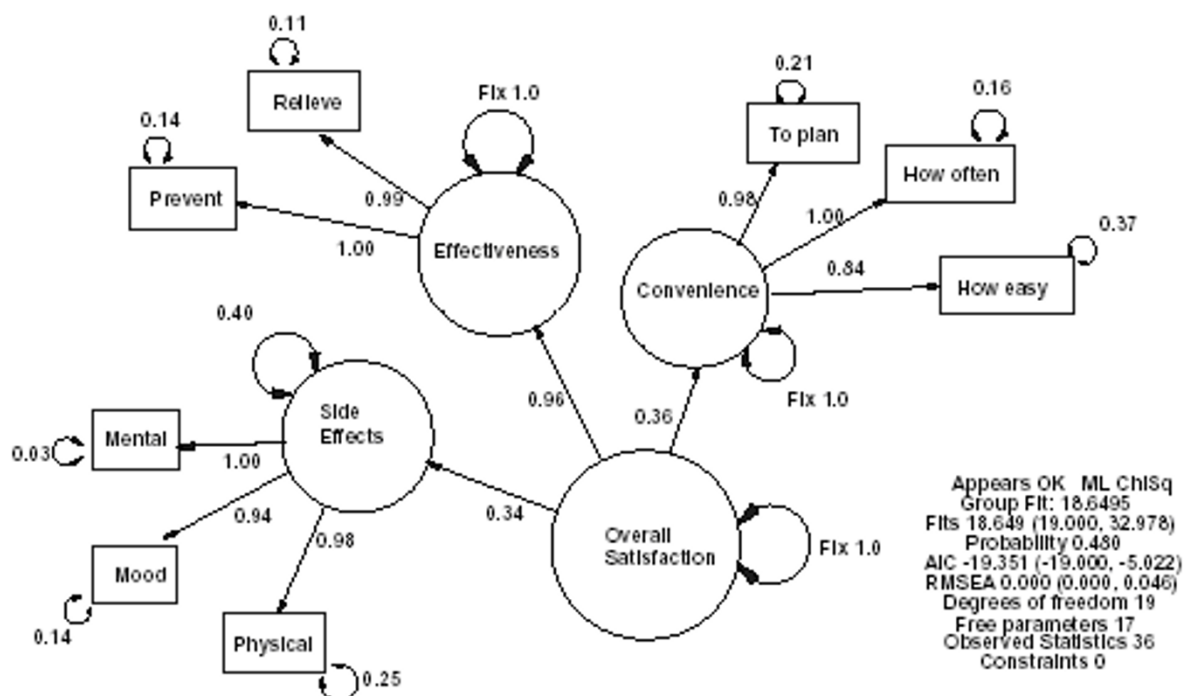 0.11
Relieve
0.14
Prevent
0.99
1.00
Fix 1.0
Effectiveness
0.21
To plan
0.16
How often
0.37
How easy
0.98
1.00
0.84
Convenience
Fix 1.0
0.40
Side
Effects
0.03
Mental
1.00
0.94
0.98
Mood
0.14
Physical
0.25
0.96
0.36
0.34
Overall
Satisfaction
Fix 1.0
Appears OK ML ChiSq
Group Fit: 18.6495
Fits 18.649 (19.000, 32.978)
Probability 0.480
AIC -19.351 (-19.000, -5.022)
RMSEA 0.000 (0.000, 0.046)
Degrees of freedom 19
Free parameters 17
Observed Statistics 36
Constraints 0